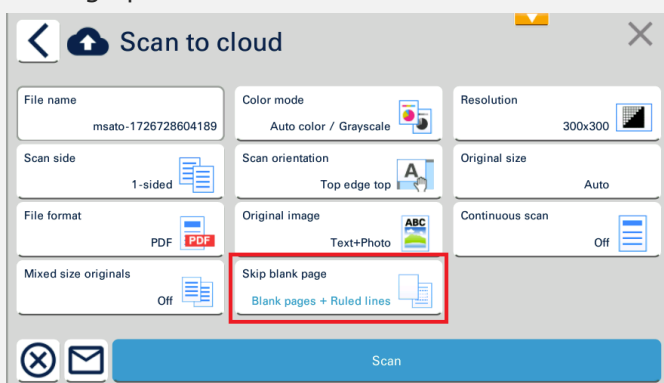 Scan to cloud
File name
msato-1726728604189
Color mode
Auto color / Grayscale
Resolution
300x300
Scan side
1-sided
Scan orientation
Top edge top
A
Original size
Auto
File format
PDF
PDF
Original image
Text+Photo
ABC
Continuous scan
Off
Mixed size originals
Off
Skip blank page
Blank pages + Ruled lines
Scan